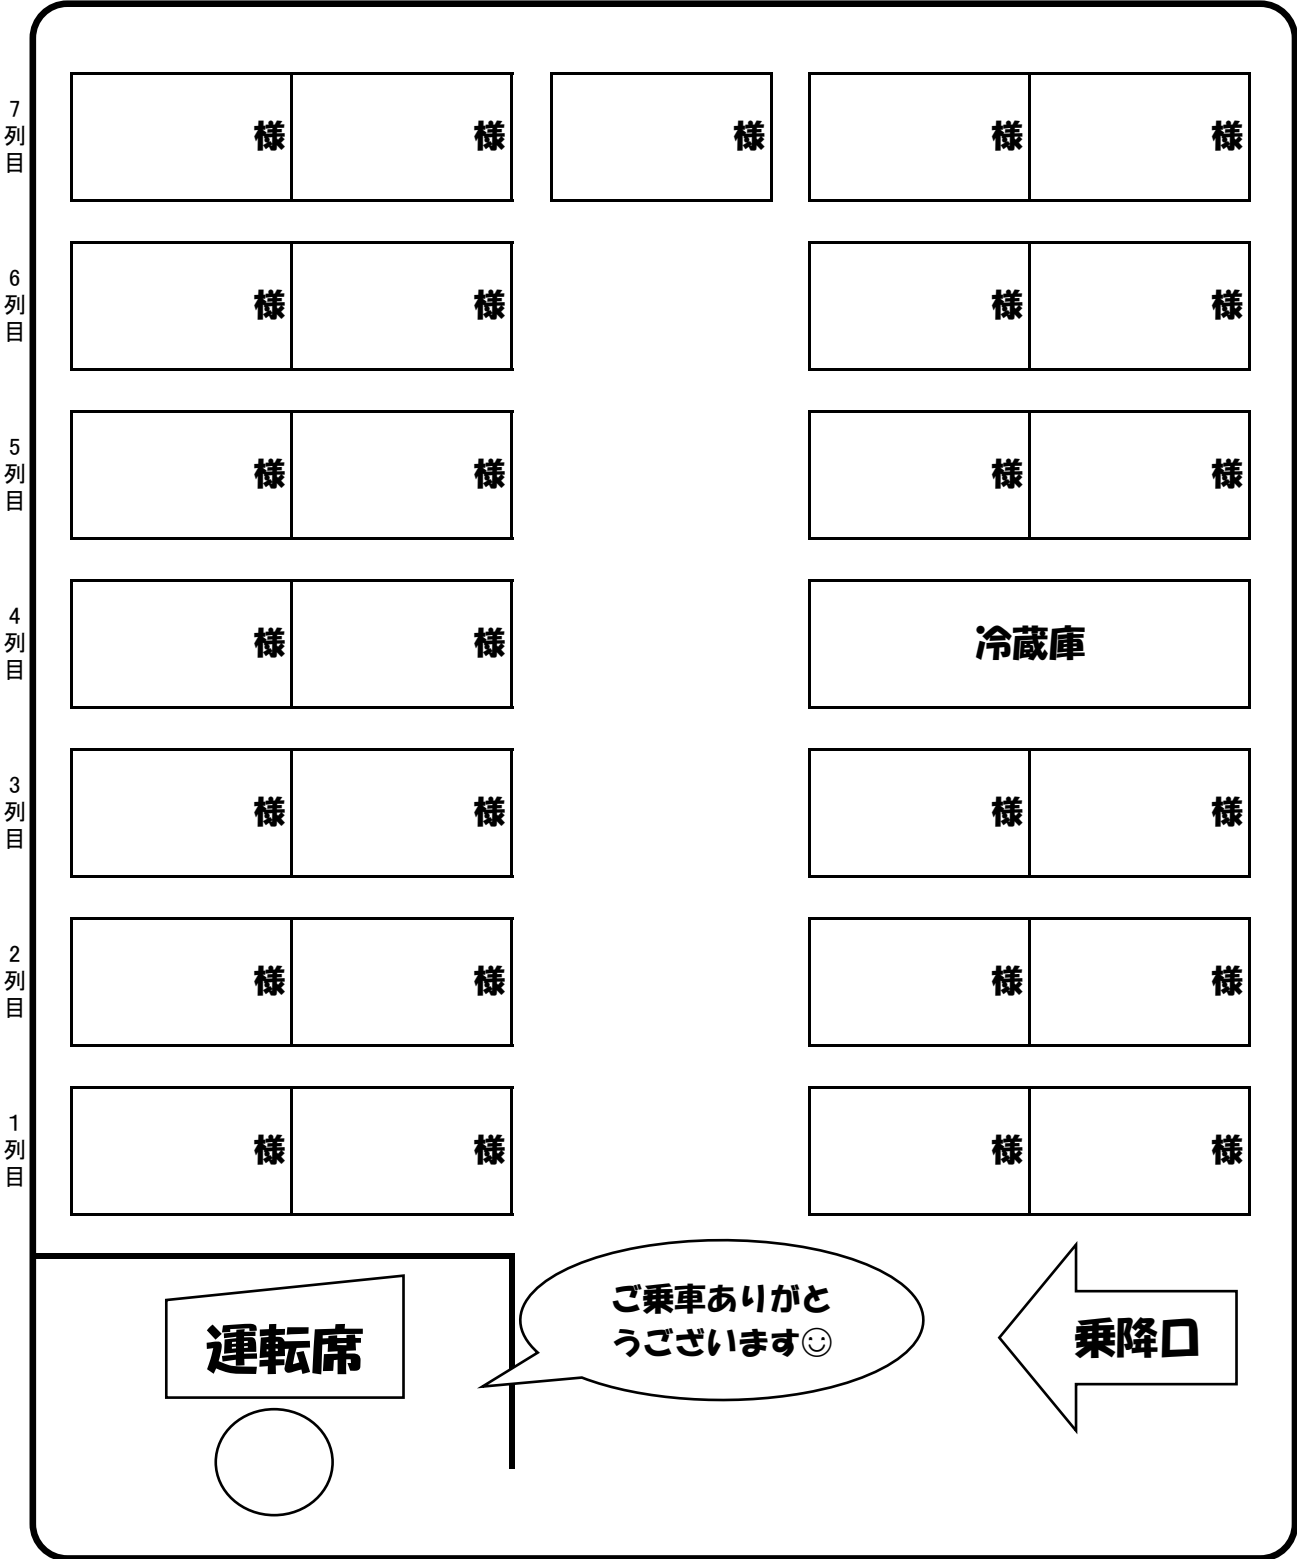 7列目 様 様 様 様 様
6列目 様 様 様 様
5列目 様 様 様 様
4列目 様 様 冷蔵庫
3列目 様 様 様 様
2列目 様 様 様 様
1列目 様 様 様 様
ご乗車ありがと
うございます☺
運転席
乗降口